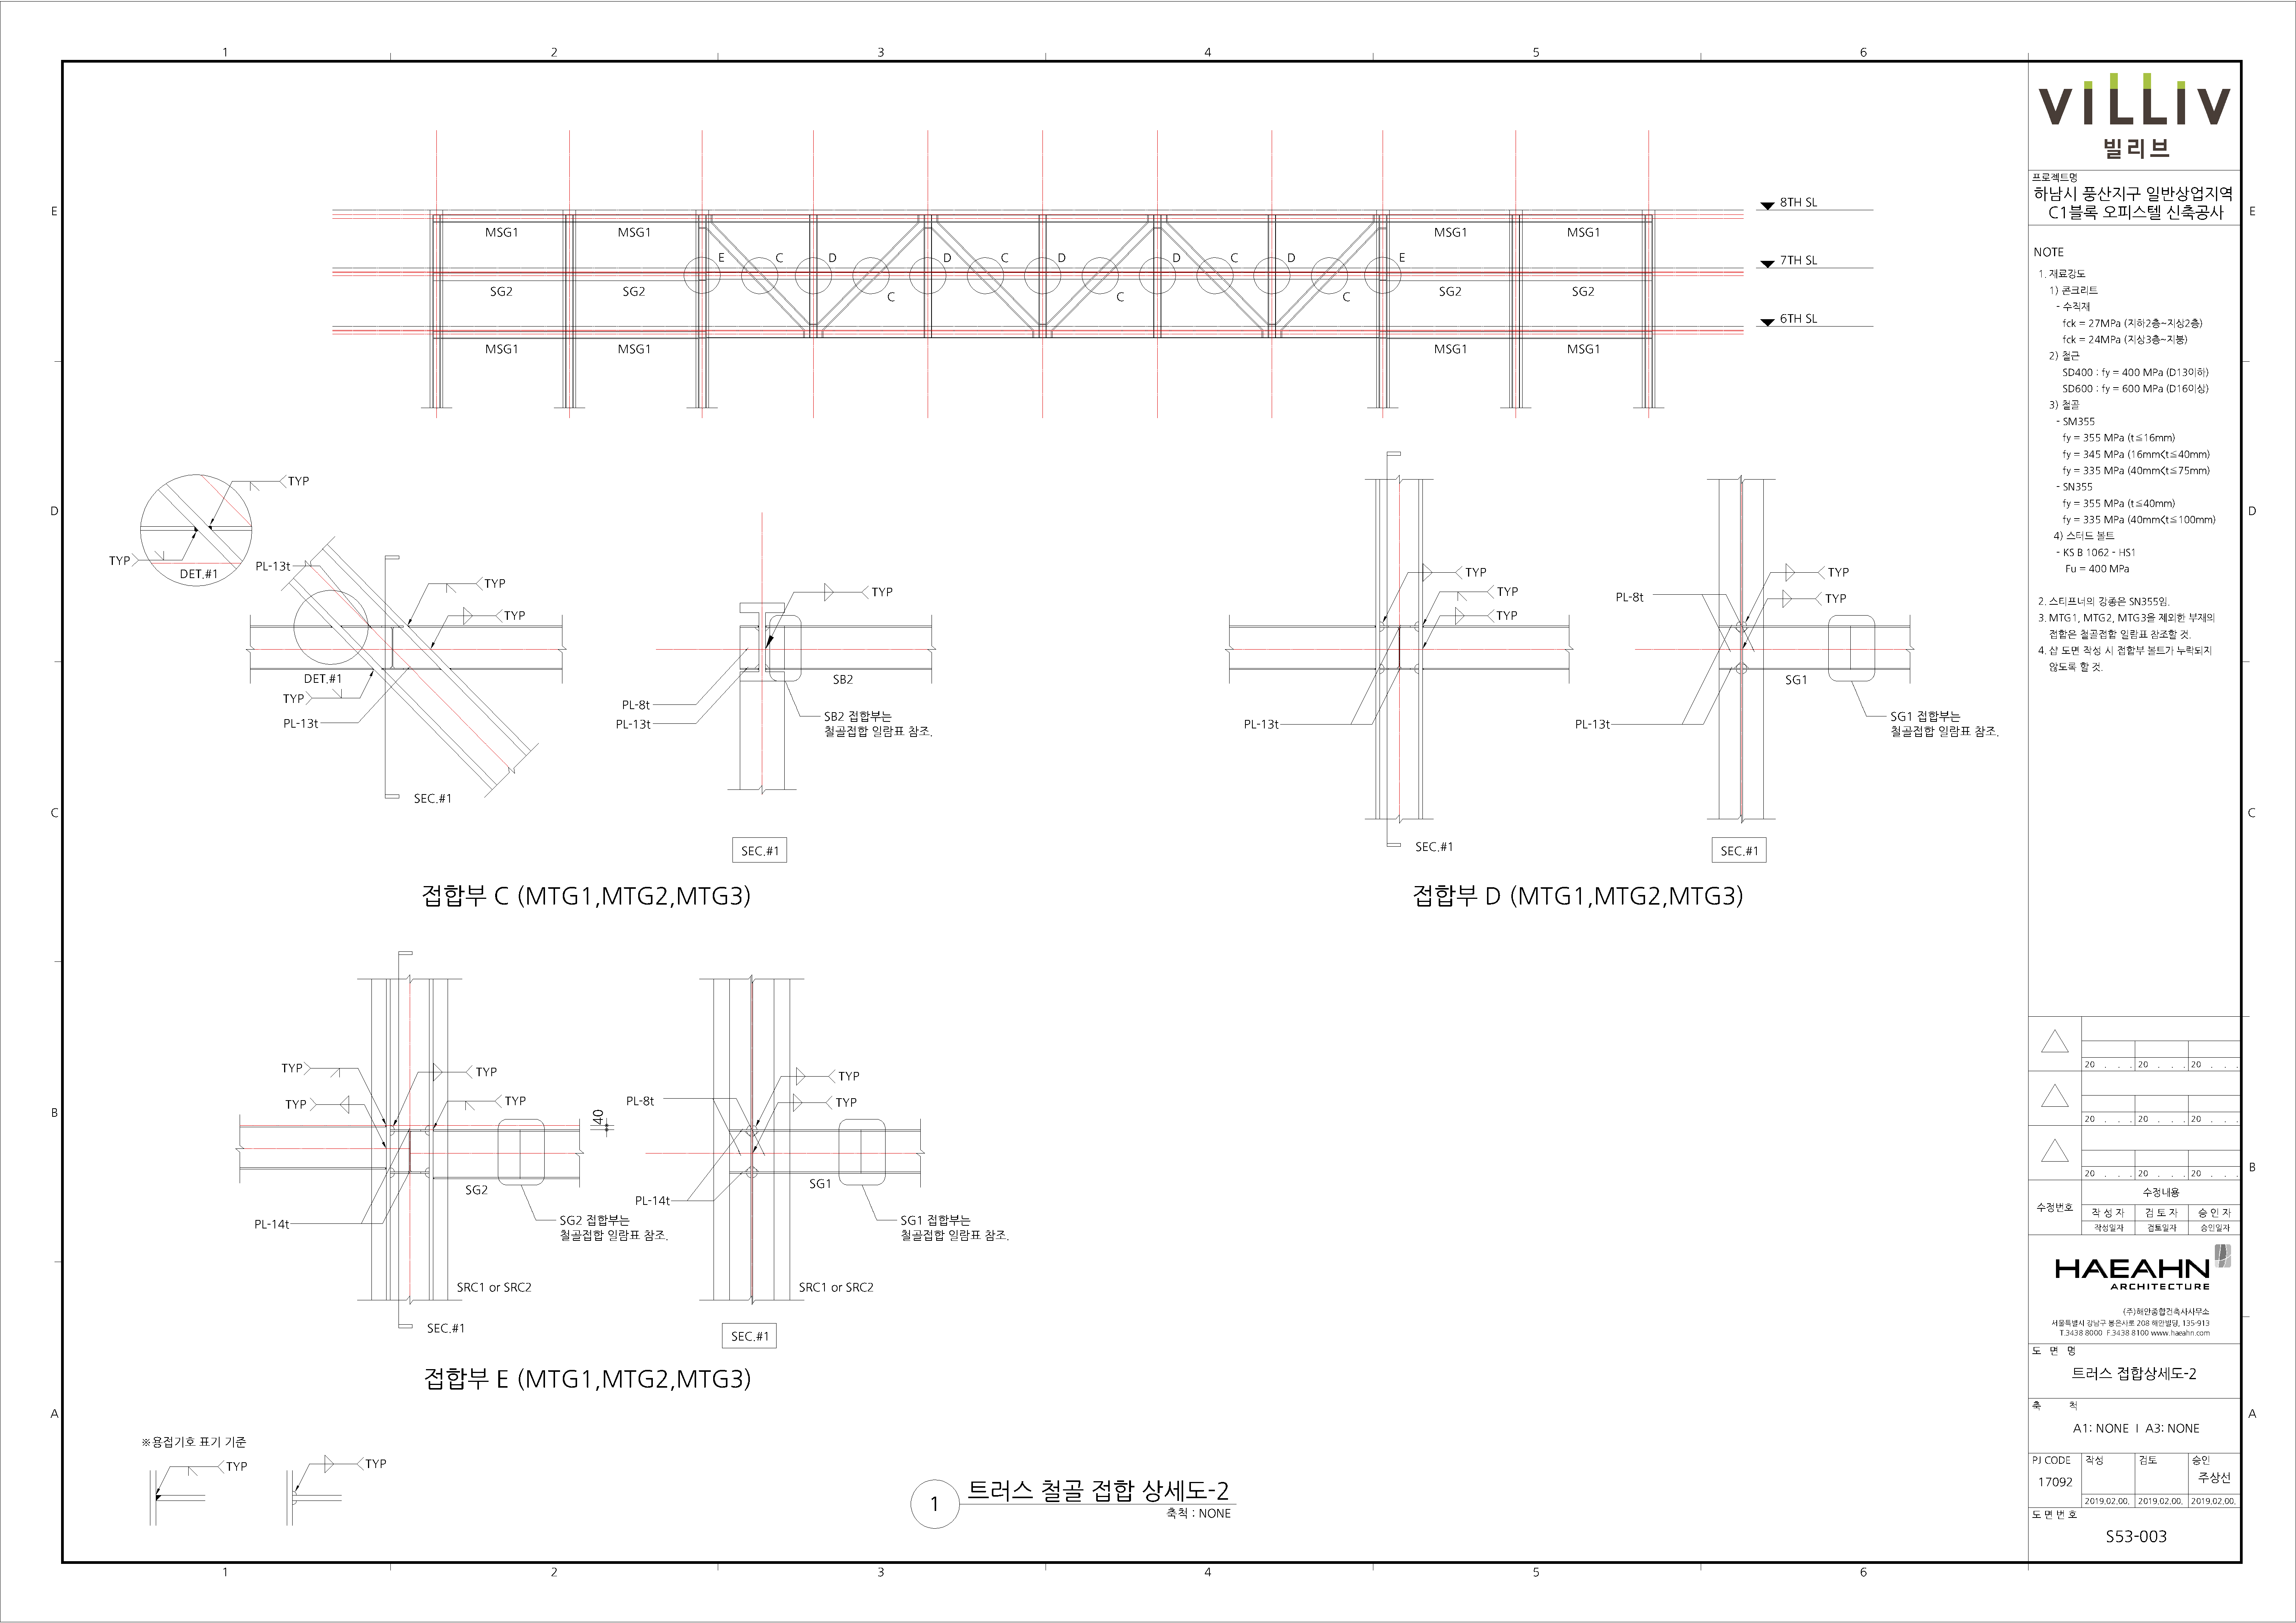 1 2 3 4 5 6
E
D
C
B
A
8TH SL
7TH SL
6TH SL
MSG1 MSG1 MSG1 MSG1
E C D D C D D C D E
C C C
SG2 SG2 SG2 SG2
MSG1 MSG1 MSG1 MSG1
TYP
TYP
DET.#1
PL-13t
TYP
TYP
DET.#1
TYP
PL-13t
SEC.#1
TYP
SB2
PL-8t
PL-13t
SB2 접합부는
철골접합 일람표 참조.
SEC.#1
접합부 C (MTG1,MTG2,MTG3)
TYP
TYP
TYP
PL-13t
SEC.#1
PL-8t
TYP
TYP
SG1
PL-13t
SG1 접합부는
철골접합 일람표 참조.
SEC.#1
접합부 D (MTG1,MTG2,MTG3)
TYP
TYP
TYP
TYP
40
SG2
PL-14t
SG2 접합부는
철골접합 일람표 참조.
SRC1 or SRC2
SEC.#1
PL-8t
TYP
TYP
SG1
PL-14t
SG1 접합부는
철골접합 일람표 참조.
SRC1 or SRC2
SEC.#1
접합부 E (MTG1,MTG2,MTG3)
※용접기호 표기 기준
TYP
TYP
1
트러스 철골 접합 상세도-2
축척 : NONE
1 2 3 4 5 6
E
D
C
B
A
VILLIV
빌리브
프로젝트명
하남시 풍산지구 일반상업지역
C1블록 오피스텔 신축공사
NOTE
1. 재료강도
1) 콘크리트
- 수직재
fck = 27MPa (지하2층~지상2층)
fck = 24MPa (지상3층~지붕)
2) 철근
SD400 : fy = 400 MPa (D13이하)
SD600 : fy = 600 MPa (D16이상)
3) 철골
- SM355
fy = 355 MPa (t≤16mm)
fy = 345 MPa (16mm<t≤40mm)
fy = 335 MPa (40mm<t≤75mm)
- SN355
fy = 355 MPa (t≤40mm)
fy = 335 MPa (40mm<t≤100mm)
4) 스터드 볼트
- KS B 1062 - HS1
Fu = 400 MPa
2. 스티프너의 강종은 SN355임.
3. MTG1, MTG2, MTG3을 제외한 부재의
접합은 철골접합 일람표 참조할 것.
4. 샵 도면 작성 시 접합부 볼트가 누락되지
않도록 할 것.
20 . . . 20 . . . 20 . . .
20 . . . 20 . . . 20 . . .
20 . . . 20 . . . 20 . . .
수정번호
수정내용
작 성 자 검 토 자 승 인 자
작성일자 검토일자 승인일자
HAEAHN
ARCHITECTURE
(주)해안종합건축사사무소
서울특별시 강남구 봉은사로 208 해안빌딩, 135-913
T.3438 8000 F.3438 8100 www.haeahn.com
도 면 명
트러스 접합상세도-2
축 척
A1: NONE I A3: NONE
PJ CODE 작성 검토 승인
17092 주상선
2019.02.00. 2019.02.00. 2019.02.00.
도 면 번 호
S53-003